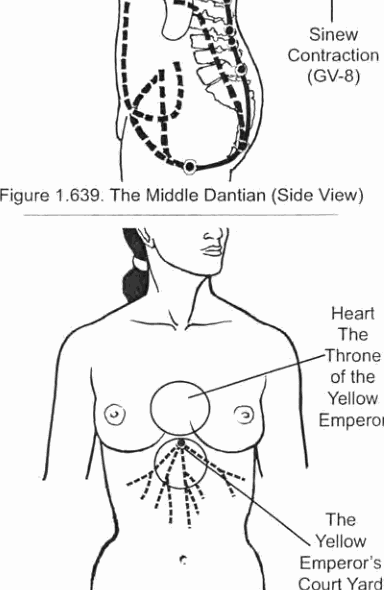 Sinew
Contraction
(GV-8)
Figure 1.639. The Middle Dantian (Side View)
Heart
The
Throne
of the
Yellow
Emperor
The
Yellow
Emperor's
Court Yard